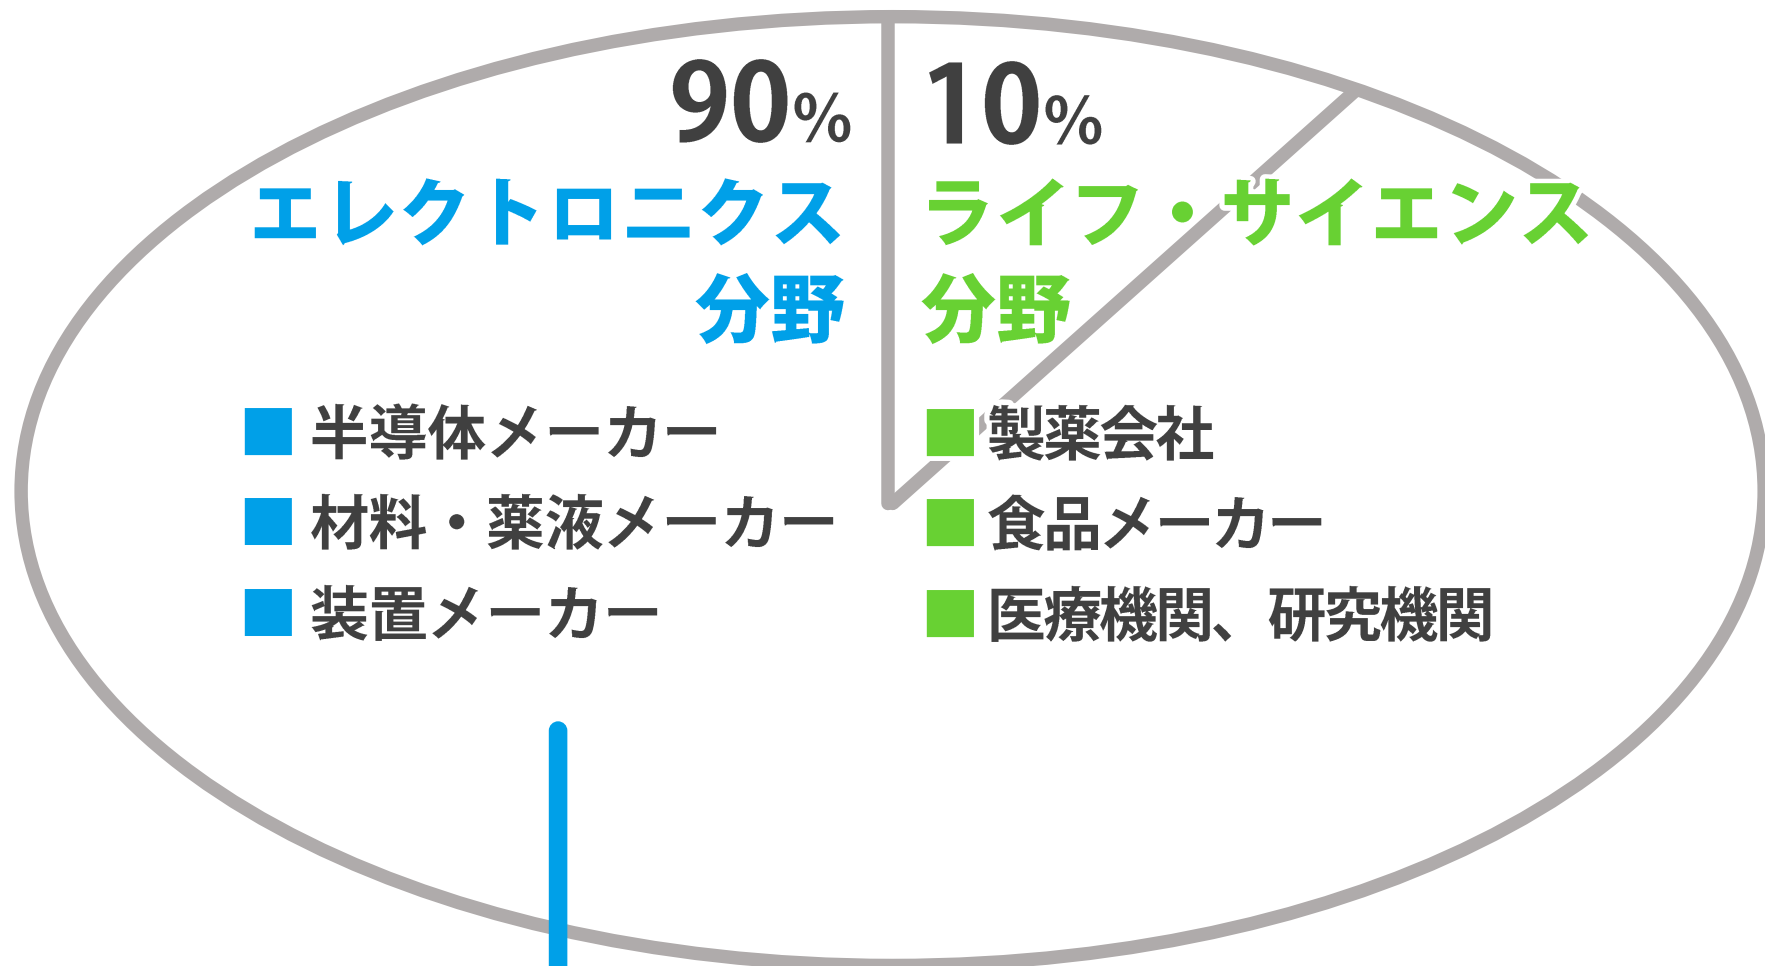 90%
エレクトロニクス
分野
■ 半導体メーカー
■ 材料・薬液メーカー
■ 装置メーカー
10%
ライフ・サイエンス
分野
■ 製薬会社
■ 食品メーカー
■ 医療機関、研究機関